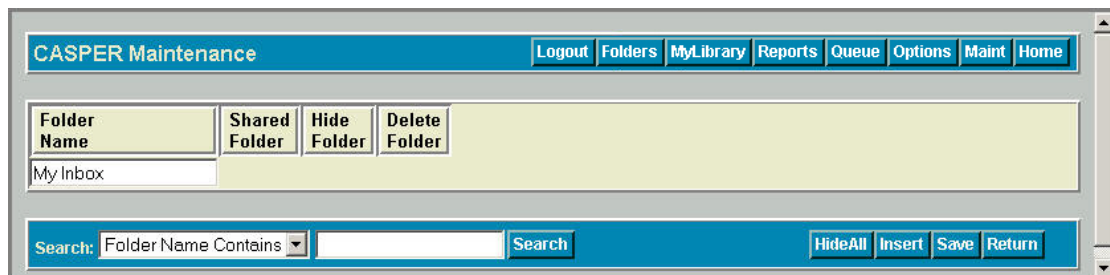 CASPER Maintenance Logout Folders MyLibrary Reports Queue Options Maint Home
Folder Shared Hide Delete
Name Folder Folder Folder
My Inbox
Search: Folder Name Contains Search HideAll Insert Save Return